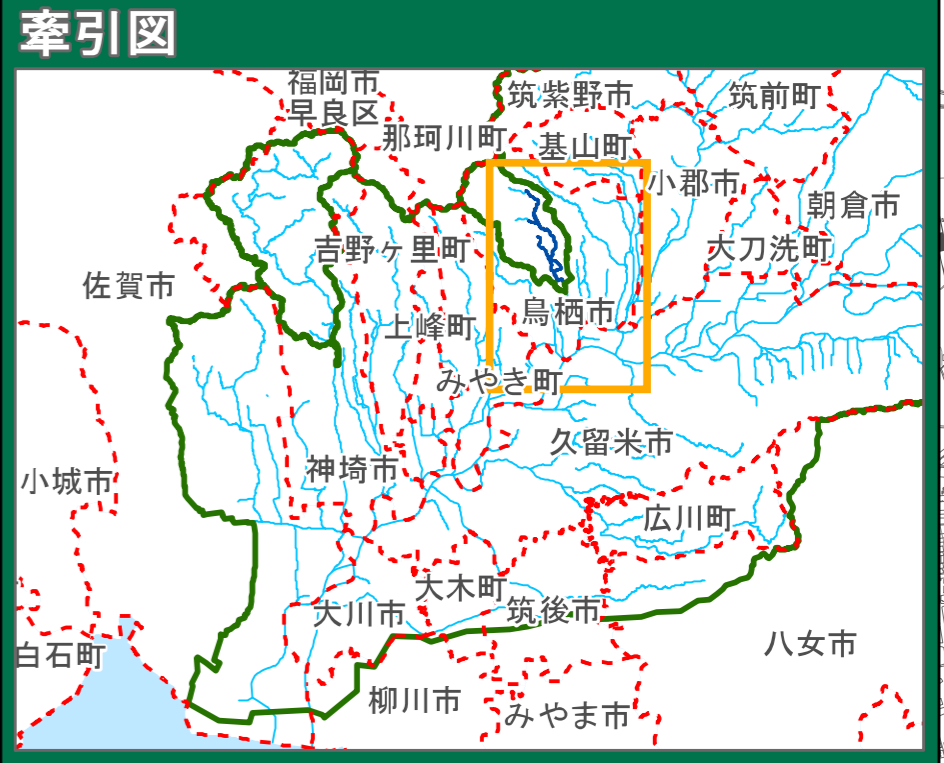 牽引図
福岡市
早良区
筑紫野市
筑前町
那珂川町
基山町
小郡市
朝倉市
吉野ヶ里町
大刀洗町
佐賀市
鳥栖市
上峰町
みやき町
久留米市
神埼市
小城市
広川町
大木町
大川市
筑後市
八女市
白石町
柳川市
みやま市